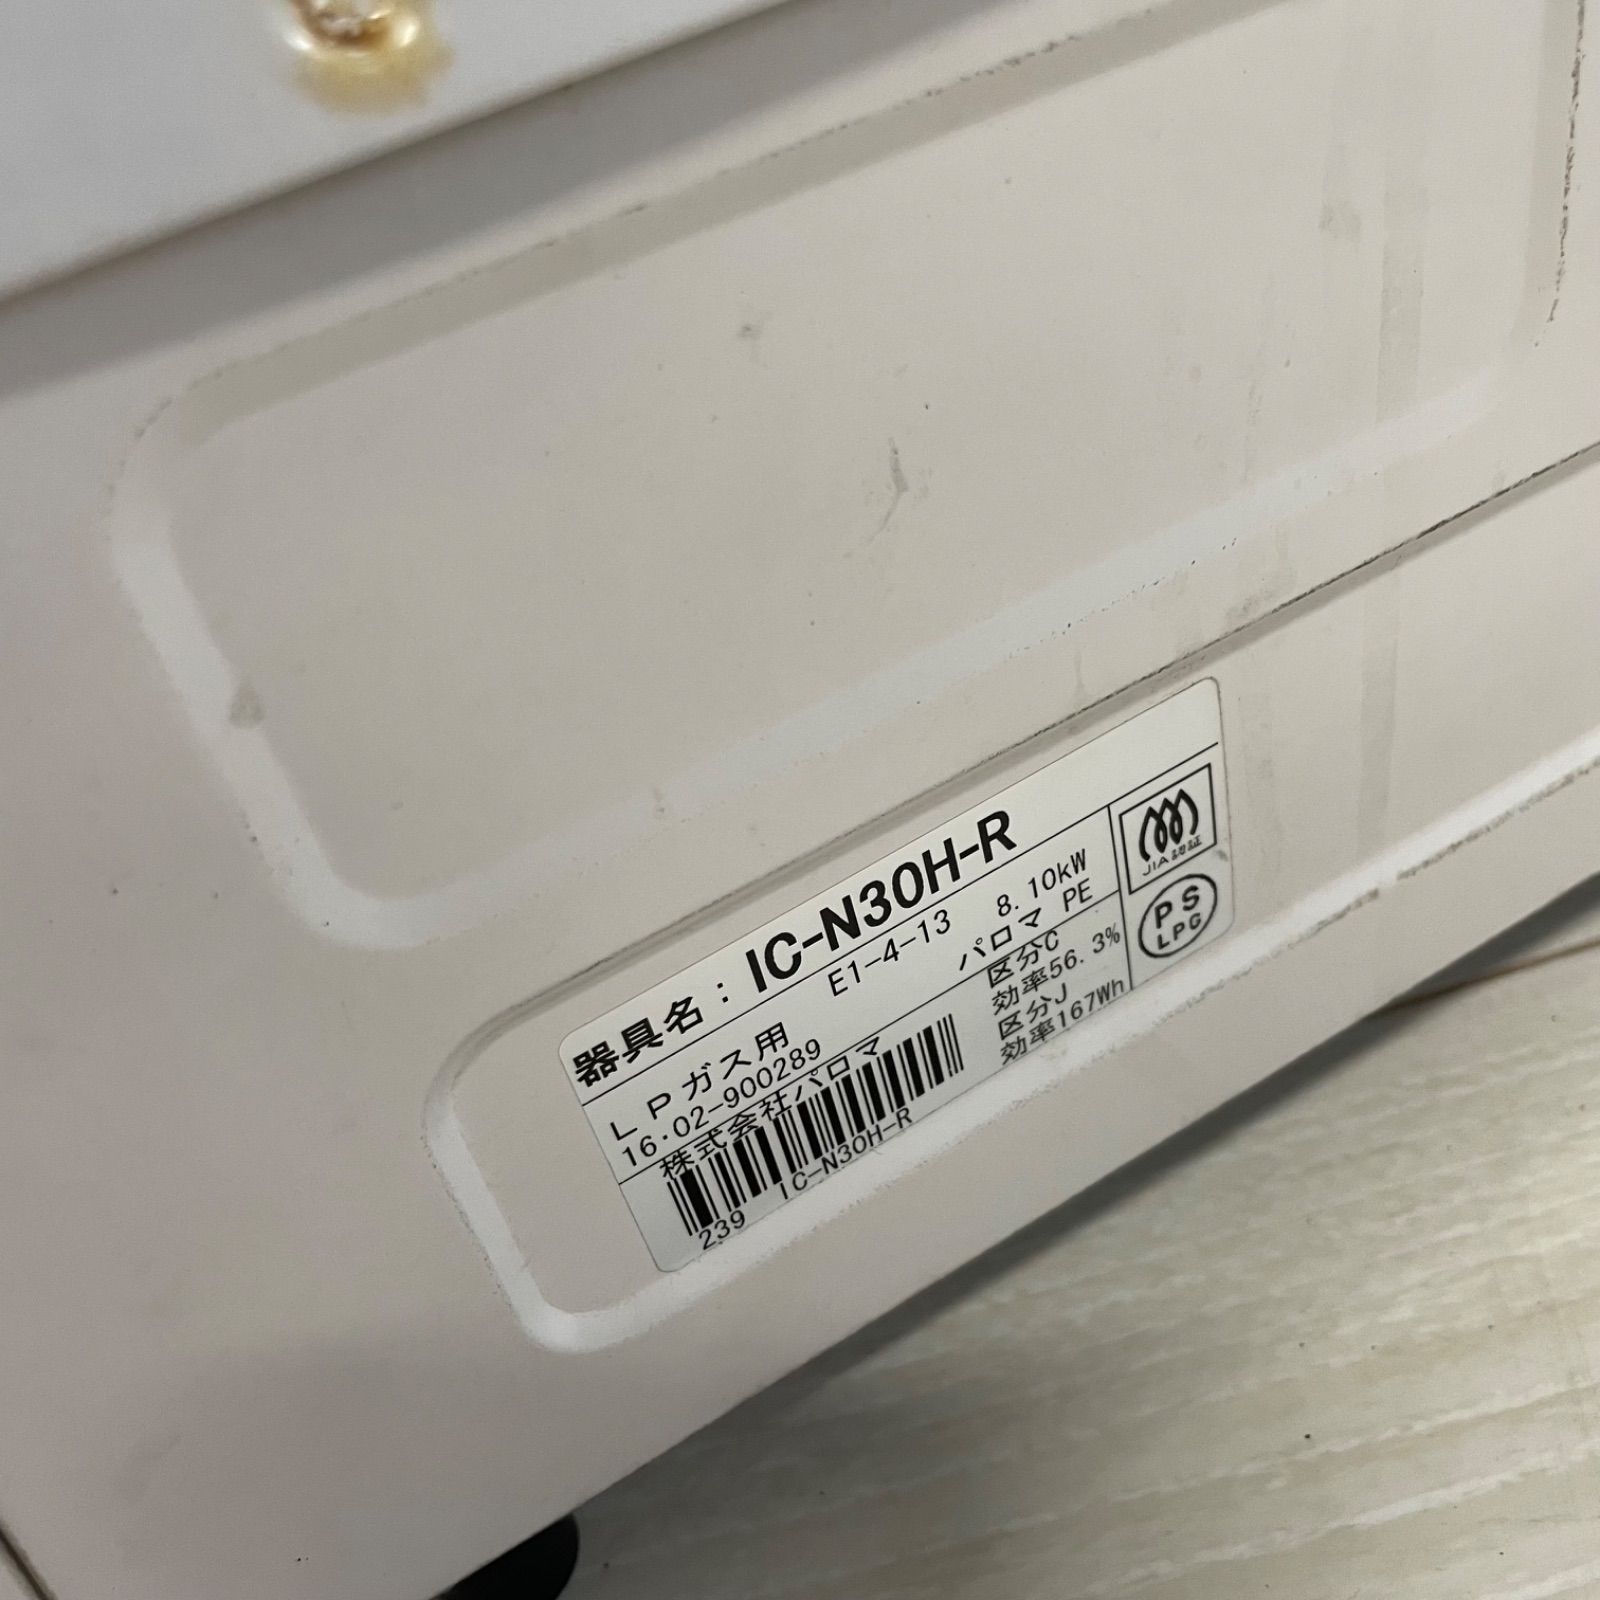 器具名：IC-N30H-R
E1-4-13　8.10kW
ＬＰガス用　パロマ PE
16.02-900289
株式会社パロマ
区分C
効率56.3%
区分J
効率167Wh
239　IC-N30H-R
JIA認証
PS
LPG